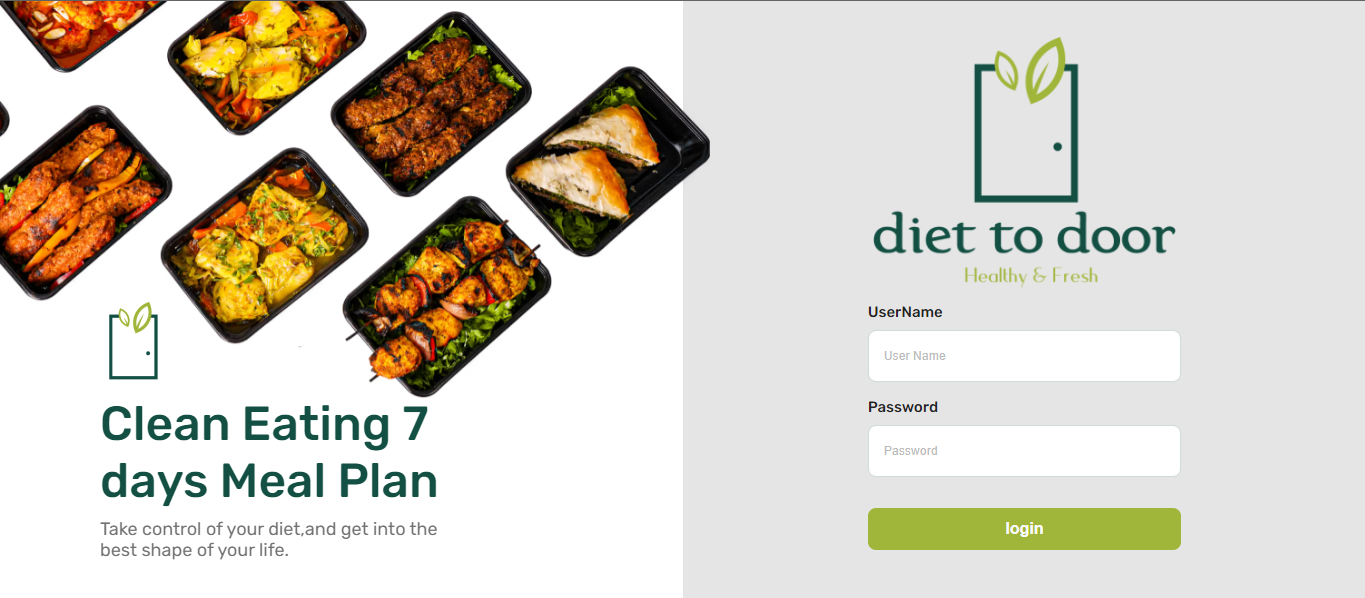 Clean Eating 7
days Meal Plan
Take control of your diet,and get into the
best shape of your life.
diet to door
Healthy & Fresh
UserName
User Name
Password
Password
login